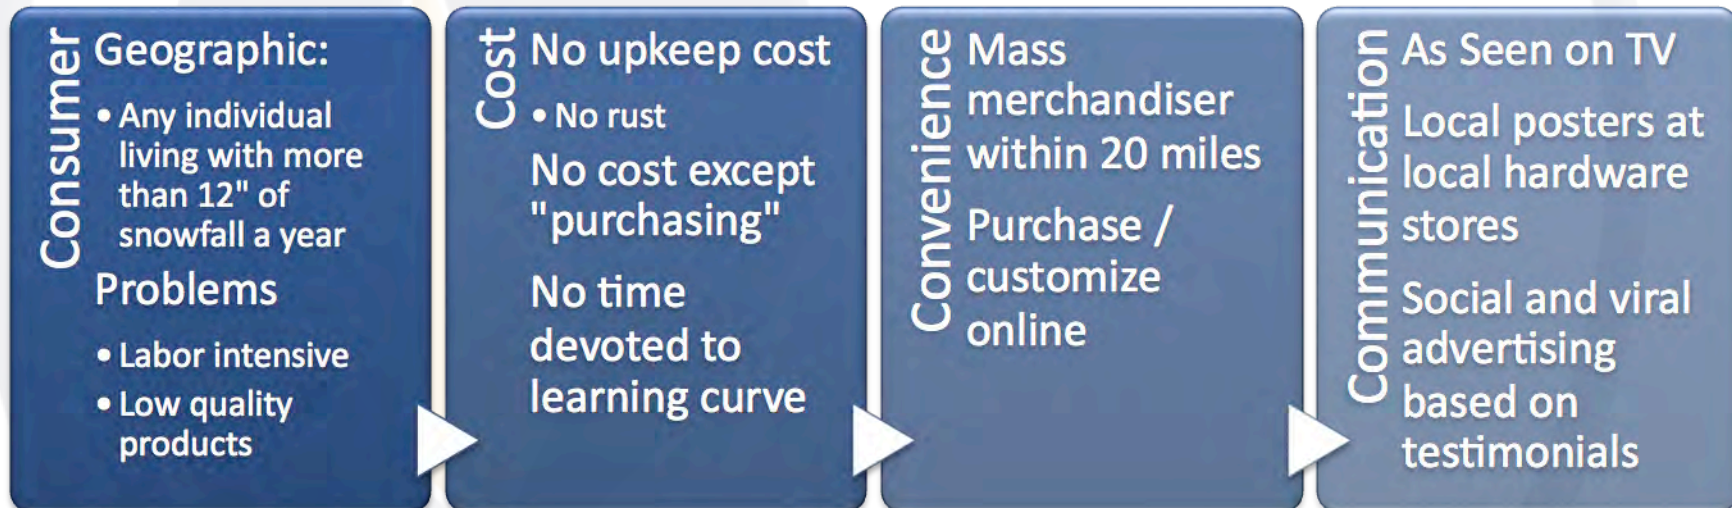 Consumer
Geographic:
• Any individual
living with more
than 12" of
snowfall a year
Problems
• Labor intensive
• Low quality
products
Cost
No upkeep cost
• No rust
No cost except
"purchasing"
No time
devoted to
learning curve
Convenience
Mass
merchandiser
within 20 miles
Purchase /
customize
online
Communication
As Seen on TV
Local posters at
local hardware
stores
Social and viral
advertising
based on
testimonials